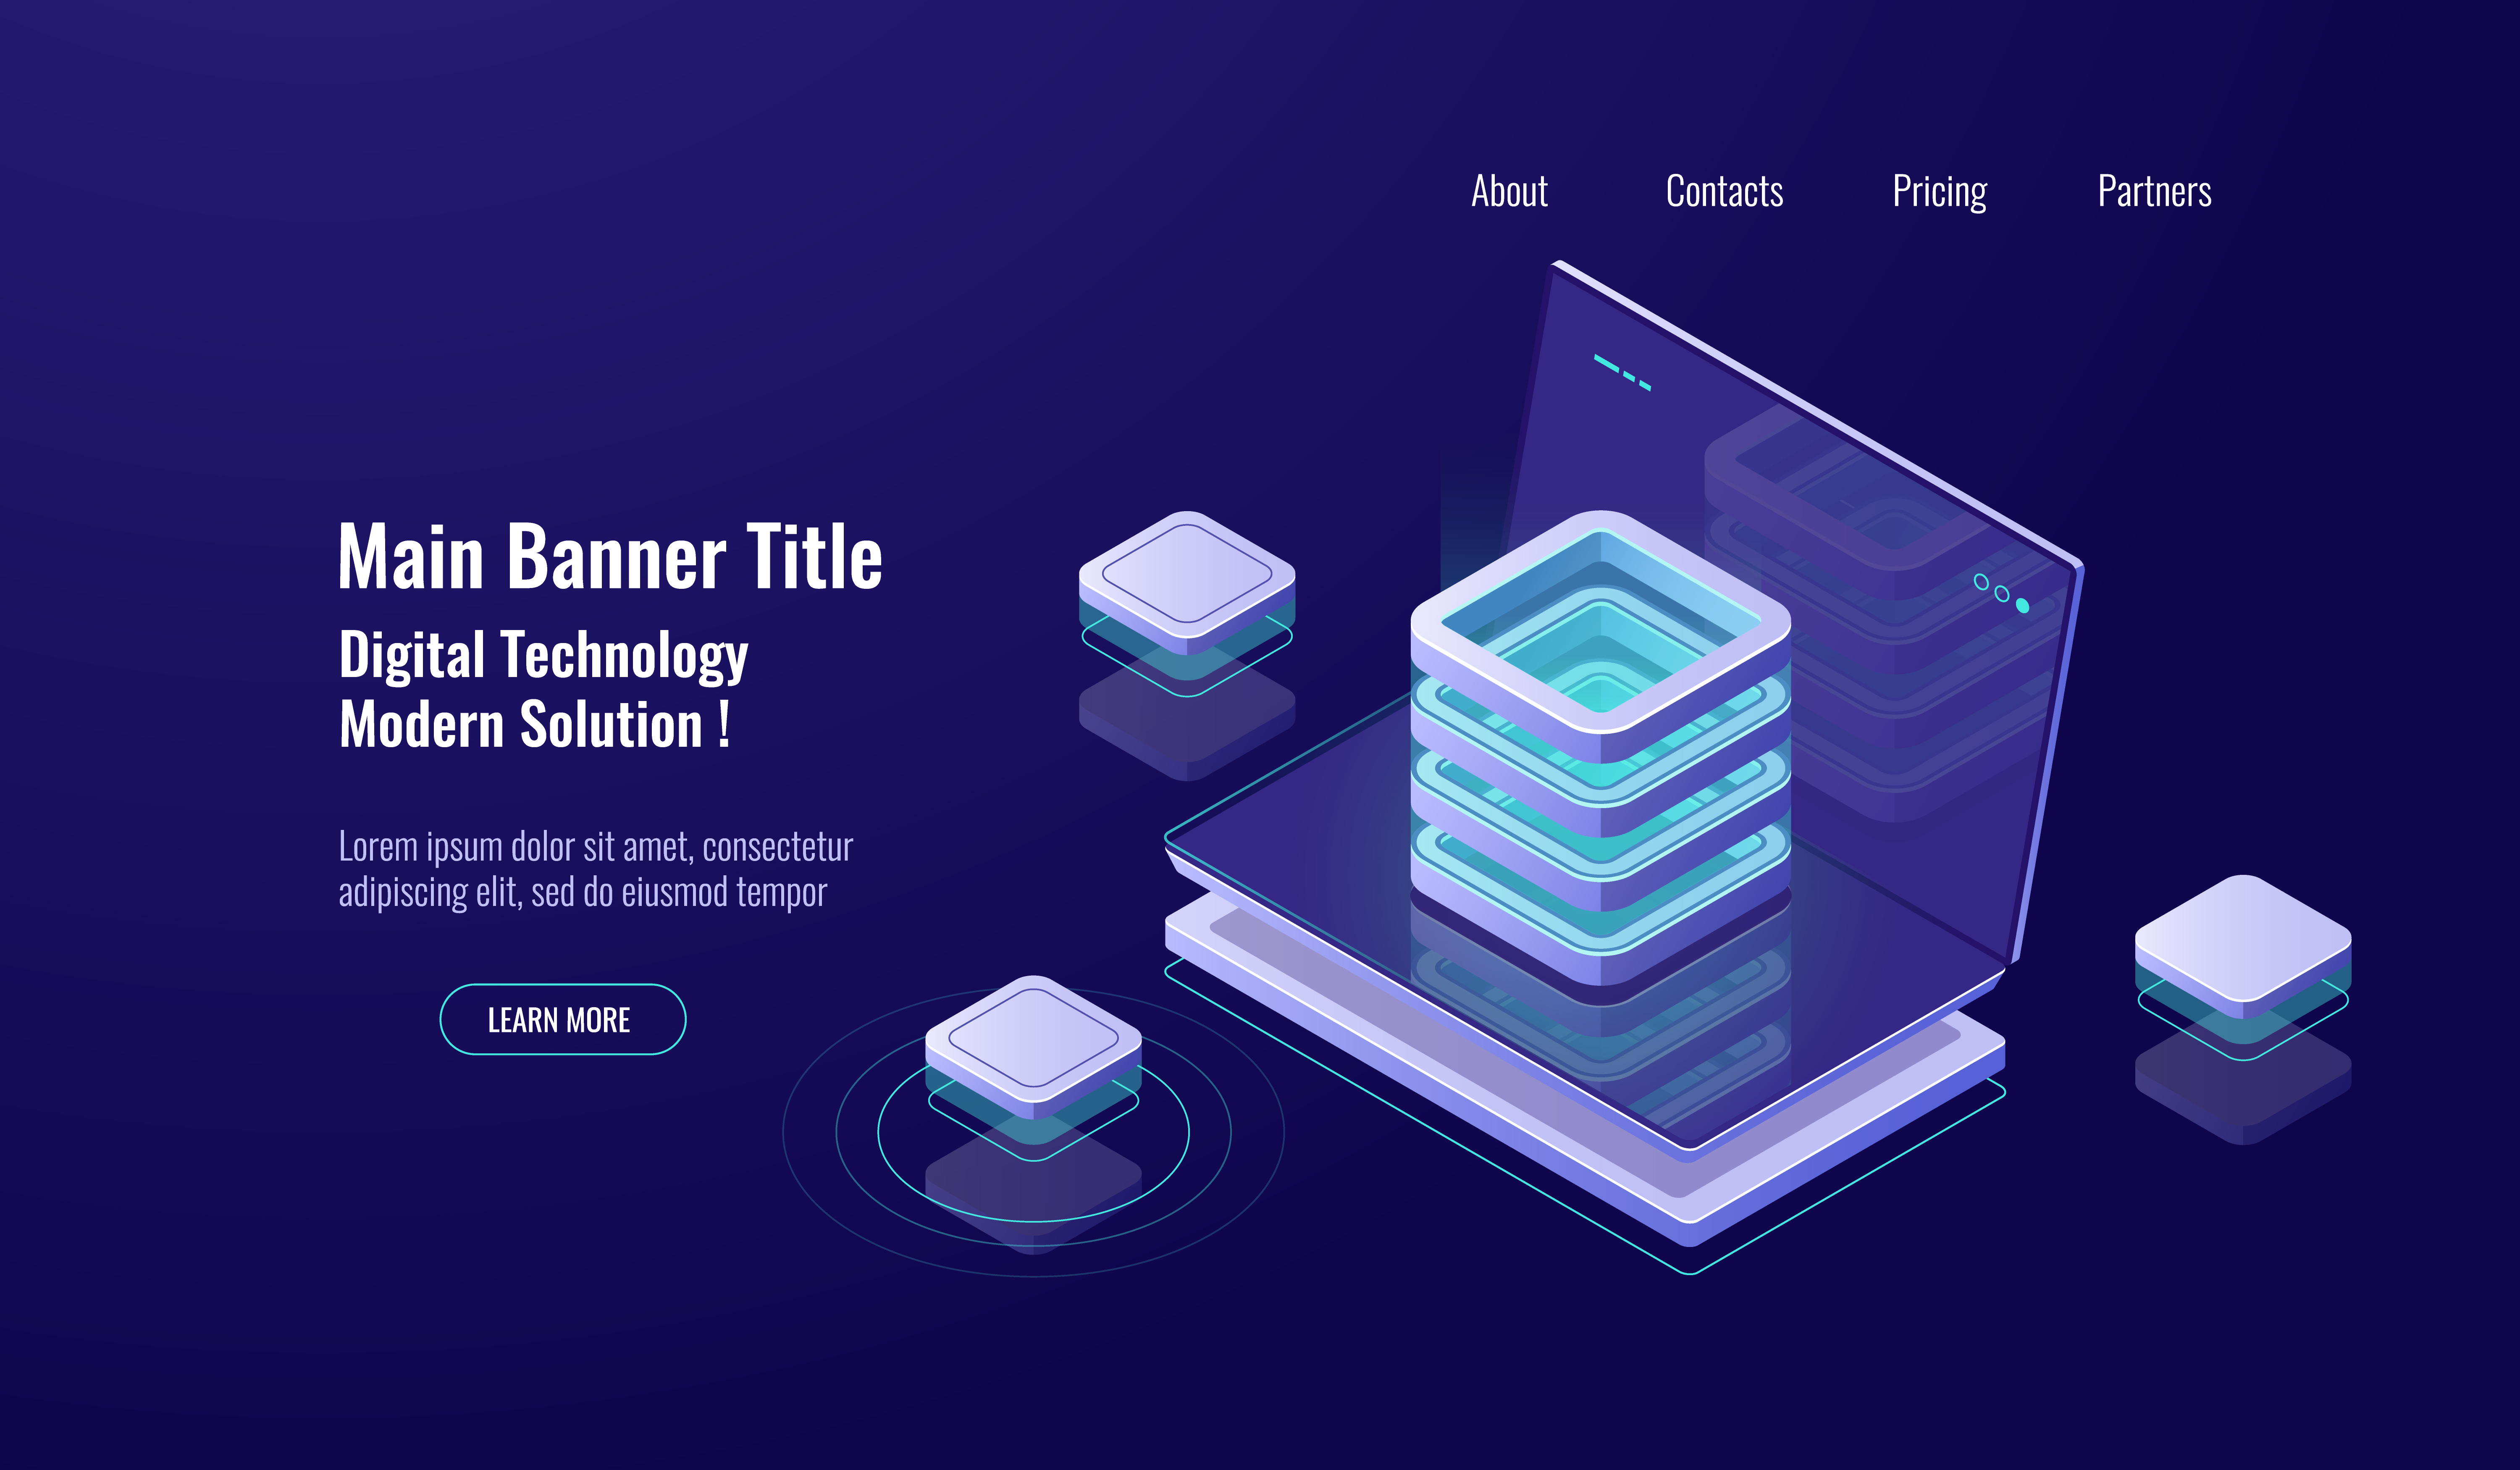 About Contacts Pricing Partners
Main Banner Title
Digital Technology
Modern Solution !
Lorem ipsum dolor sit amet, consectetur
adipiscing elit, sed do eiusmod tempor
LEARN MORE